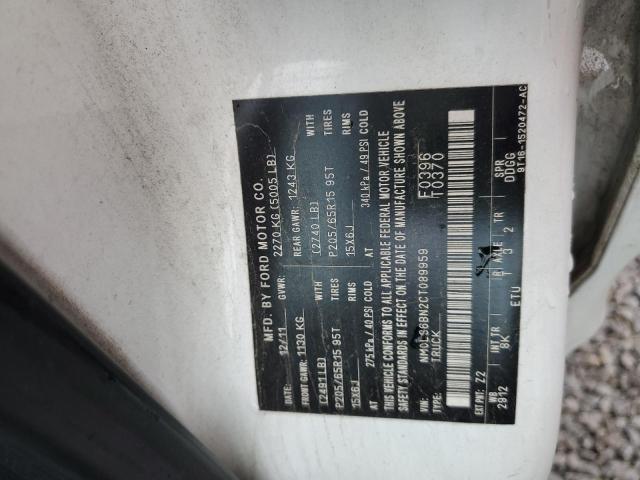 MFD. BY FORD MOTOR CO.
12/11 GVWR: 2270 KG (5005 LB)
FRONT GAWR: 1130 KG REAR GAWR: 1243 KG
(2491 LB) WITH (2740 LB) WITH
P205/65R15 95T TIRES P205/65R15 95T TIRES
15X6J RIMS 15X6J RIMS
AT 275 kPa / 40 PSI COLD AT 340 kPa / 49 PSI COLD
THIS VEHICLE CONFORMS TO ALL APPLICABLE FEDERAL MOTOR VEHICLE
SAFETY STANDARDS IN EFFECT ON THE DATE OF MANUFACTURE SHOWN ABOVE
VIN: NM0LS6BN2CT089959 F0396
TYPE: TRUCK T0370
EXT PNT: Z2
WB INT TR R AXLE TR SPR
2912 8K T 3 2 DDGG
ETU 9T16-1520472-AC